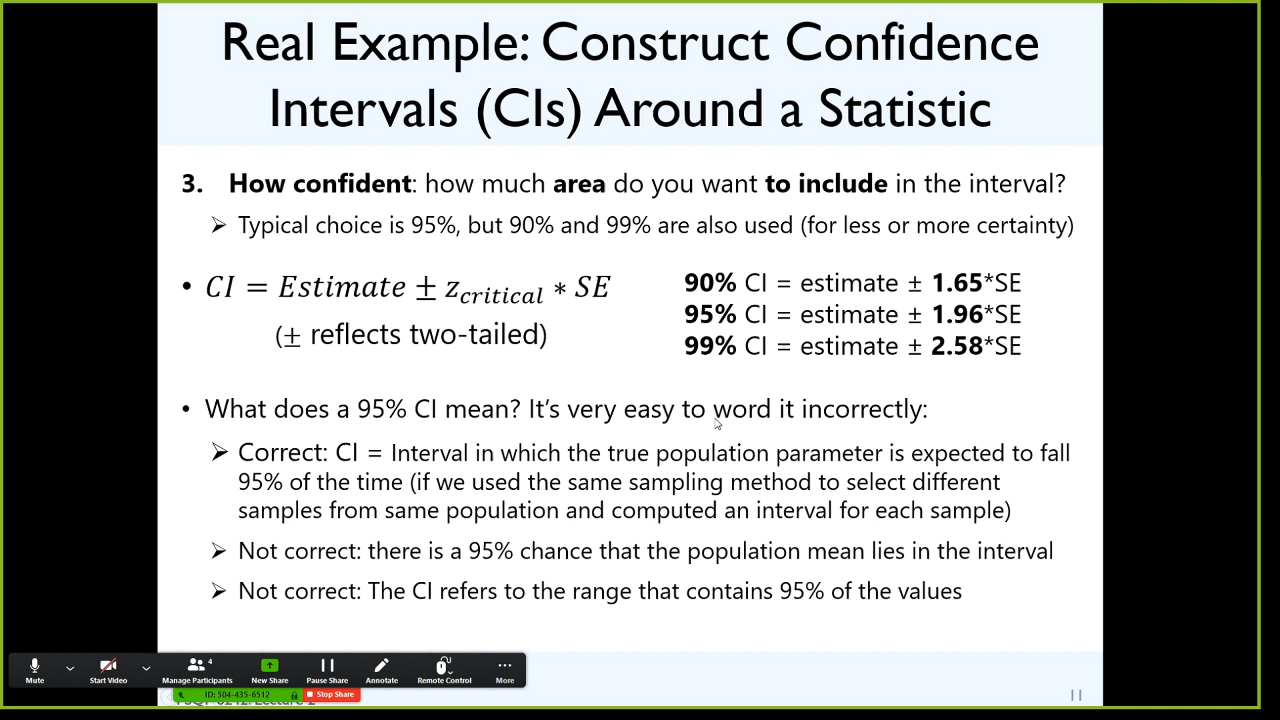 Real Example: Construct Confidence
Intervals (CIs) Around a Statistic
3. How confident: how much area do you want to include in the interval?
➢ Typical choice is 95%, but 90% and 99% are also used (for less or more certainty)
• CI = Estimate ± z_critical * SE
(± reflects two-tailed)
90% CI = estimate ± 1.65*SE
95% CI = estimate ± 1.96*SE
99% CI = estimate ± 2.58*SE
• What does a 95% CI mean? It's very easy to word it incorrectly:
➢ Correct: CI = Interval in which the true population parameter is expected to fall
95% of the time (if we used the same sampling method to select different
samples from same population and computed an interval for each sample)
➢ Not correct: there is a 95% chance that the population mean lies in the interval
➢ Not correct: The CI refers to the range that contains 95% of the values
4
Mute Start Video Manage Participants New Share Pause Share Annotate Remote Control More
ID: 504-435-6512 Stop Share